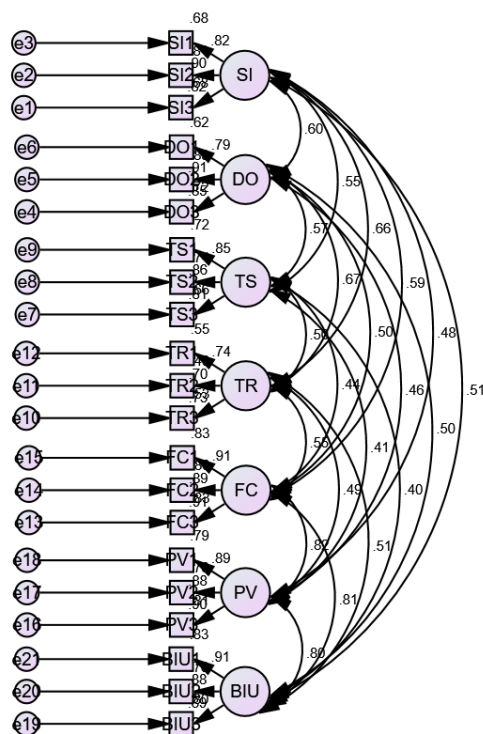 .68
e3 SI1 .82
e2 SI2 .90 SI
e1 SI3
.62
.60
e6 DO1 .79
e5 DO2 .91 DO
.55
e4 DO3
.72
.57 .66
e9 TS1 .85
.67 .59
e8 TS2 .86 TS
e7 TS3
.55 .50 .48
e12 TR1 .74
.44 .46 .51
e11 TR2 .70 TR
e10 TR3
.83 .50
.55 .41
e15 FC1 .91
e14 FC2 .89 FC .49 .40
e13 FC3
.79
.82 .51
e18 PV1 .89
e17 PV2 .88 PV .81
e16 PV3 .90
.83
.80
e21 BIU1 .91
e20 BIU2 .88 BIU
e19 BIU3 .89